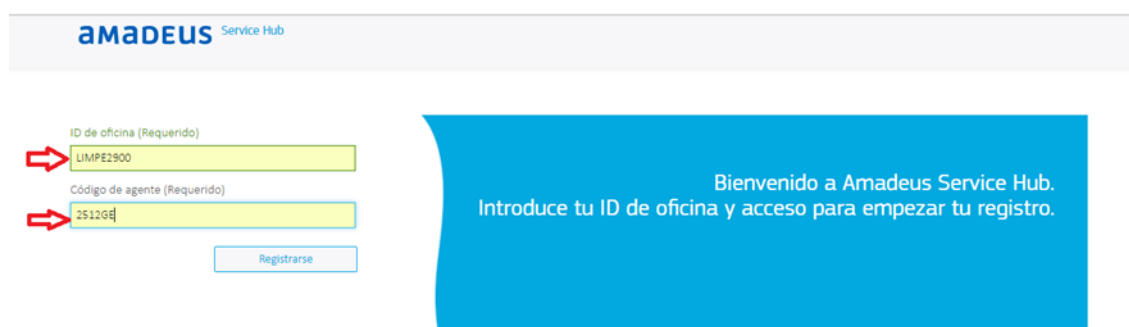 amadeus Service Hub
ID de oficina (Requerido)
LIMPE2900
Código de agente (Requerido)
2512GE
Registrarse
Bienvenido a Amadeus Service Hub.
Introduce tu ID de oficina y acceso para empezar tu registro.